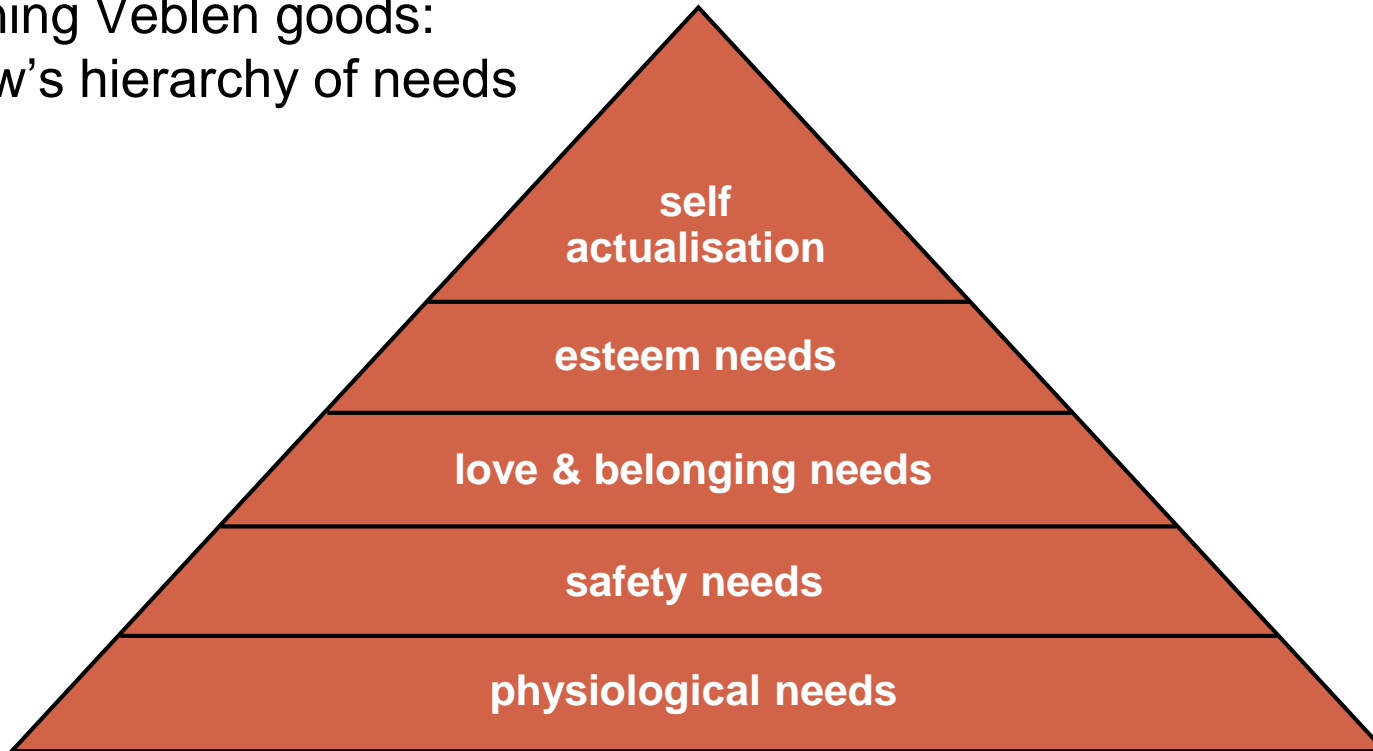 ning Veblen goods:
w’s hierarchy of needs
self
actualisation
esteem needs
love & belonging needs
safety needs
physiological needs